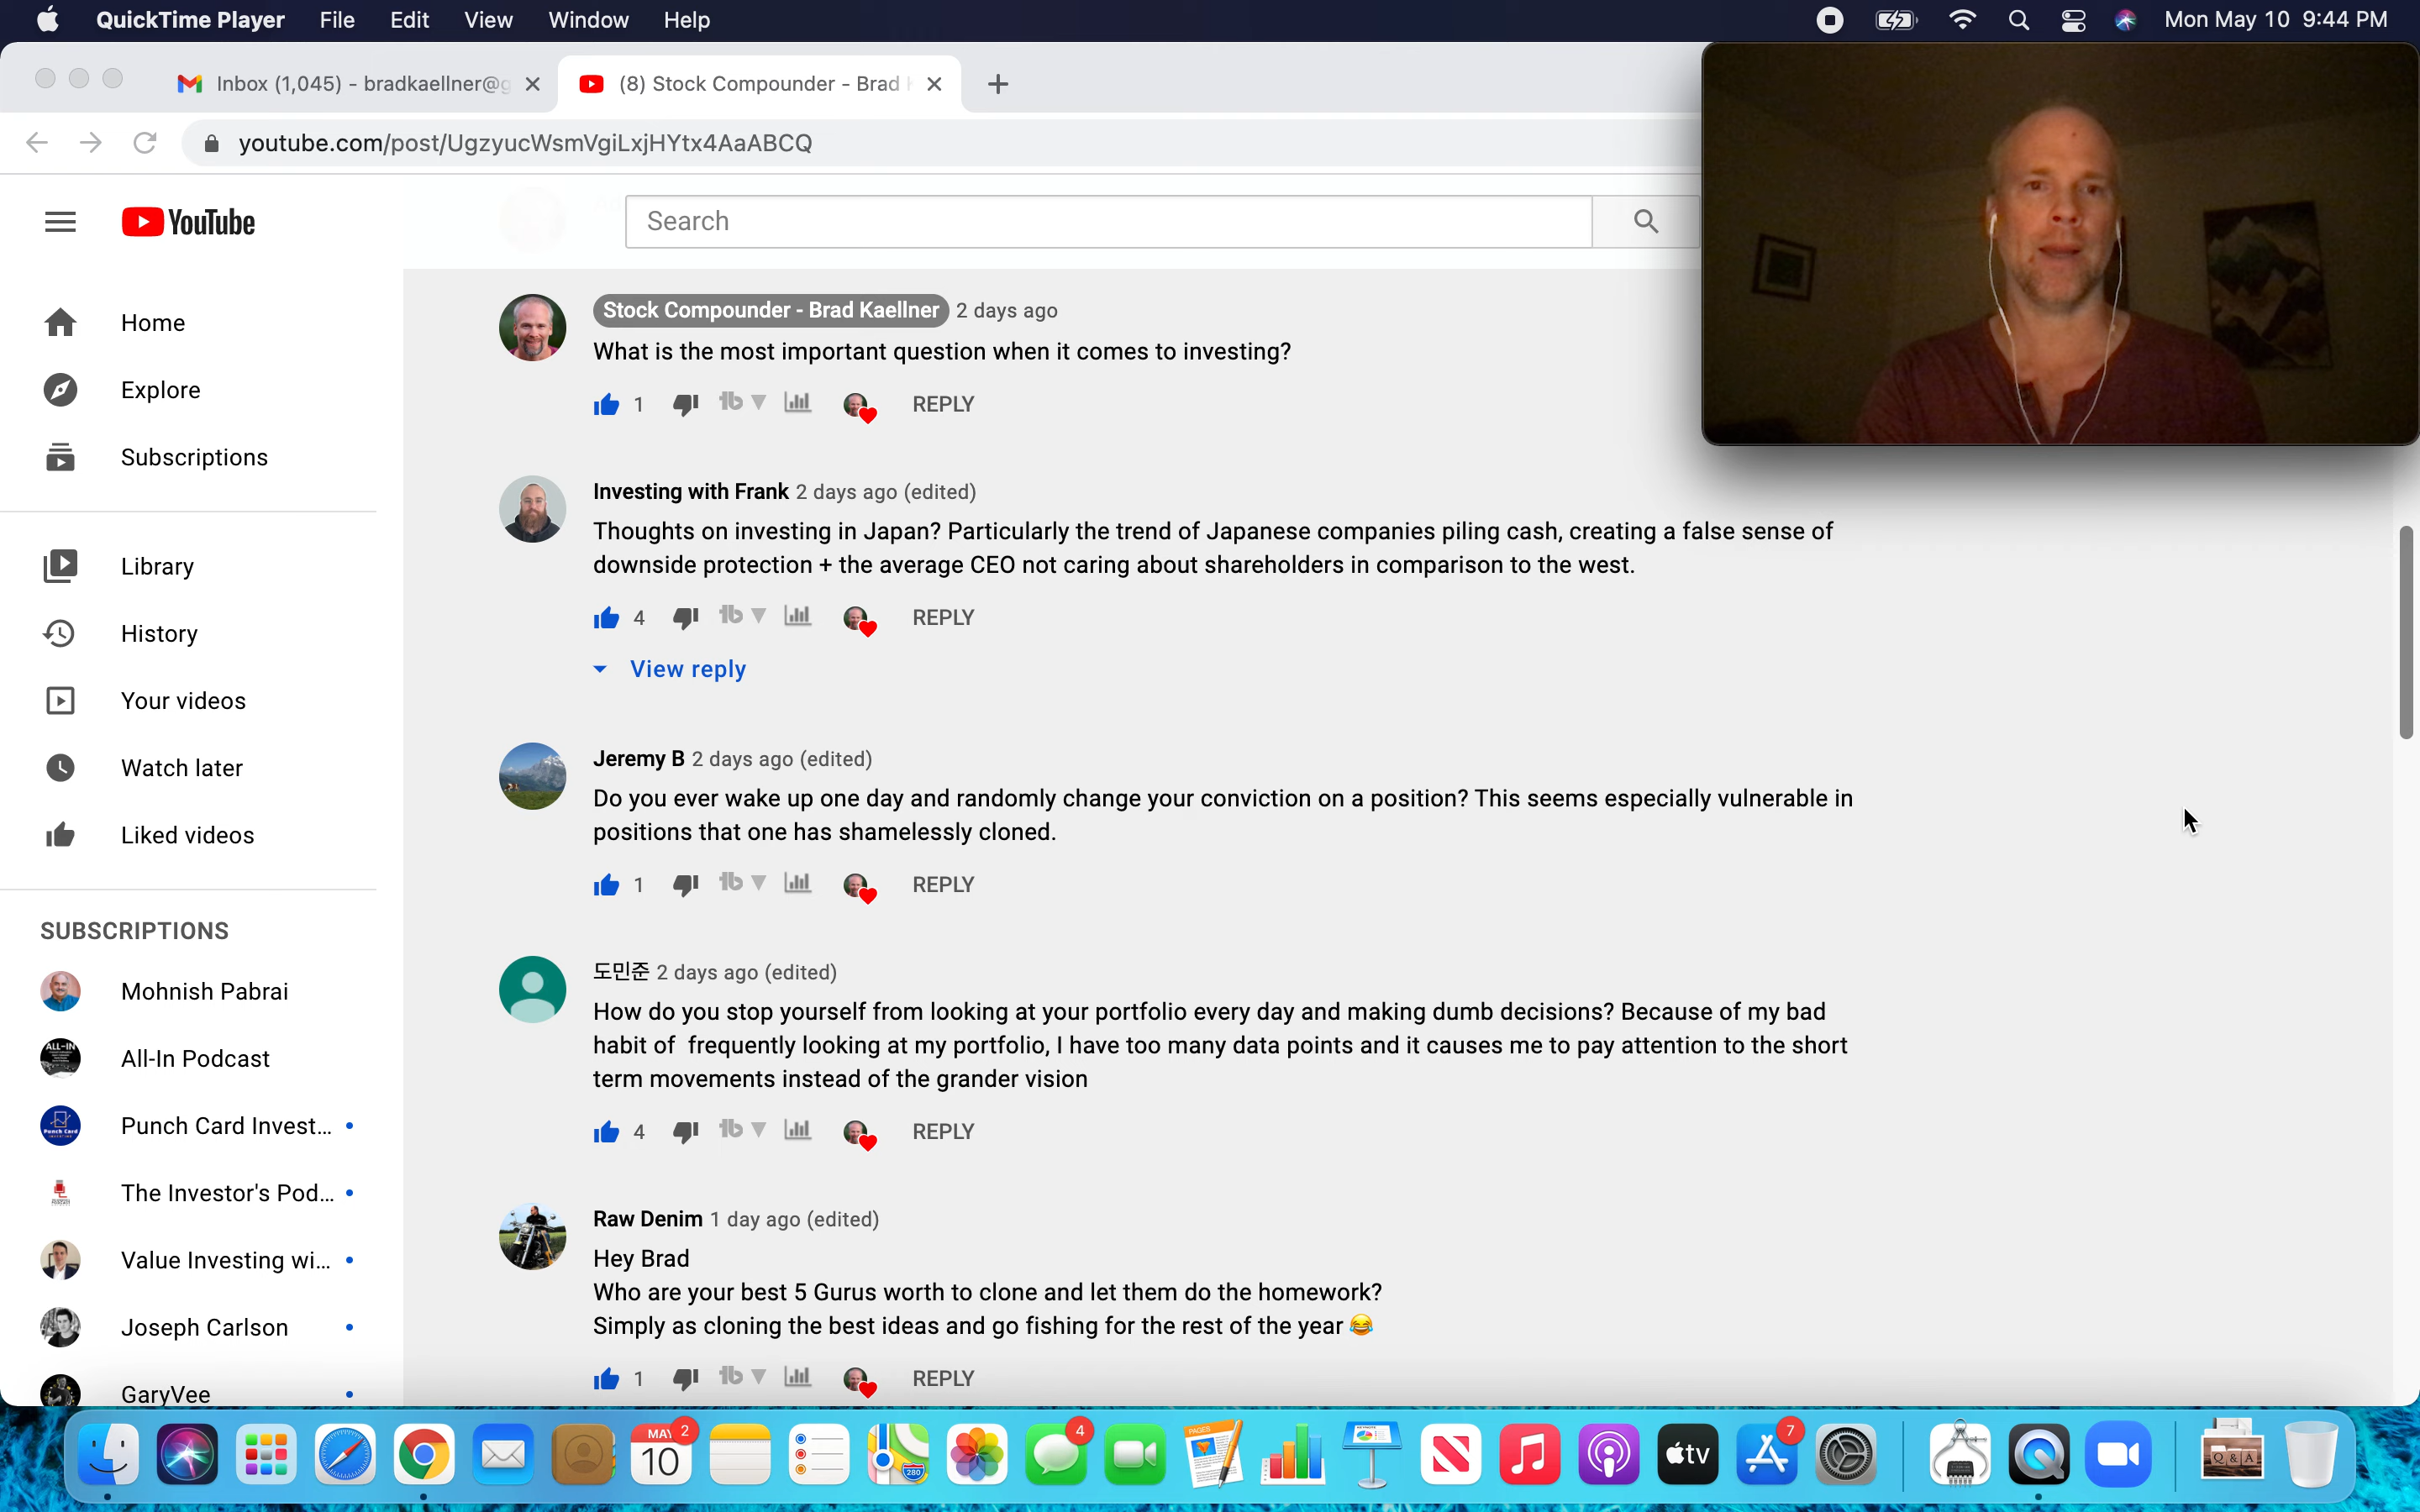 QuickTime Player File Edit View Window Help Mon May 10 9:44 PM
Inbox (1,045) - bradkaellner@g (8) Stock Compounder - Brad
youtube.com/post/UgzyucWsmVgiLxjHYtx4AaABCQ
YouTube
Search
Home
Explore
Subscriptions
Library
History
Your videos
Watch later
Liked videos
SUBSCRIPTIONS
Mohnish Pabrai
All-In Podcast
Punch Card Invest...
The Investor's Pod...
Value Investing wi...
Joseph Carlson
GaryVee
Stock Compounder - Brad Kaellner 2 days ago
What is the most important question when it comes to investing?
1 REPLY
Investing with Frank 2 days ago (edited)
Thoughts on investing in Japan? Particularly the trend of Japanese companies piling cash, creating a false sense of
downside protection + the average CEO not caring about shareholders in comparison to the west.
4 REPLY
View reply
Jeremy B 2 days ago (edited)
Do you ever wake up one day and randomly change your conviction on a position? This seems especially vulnerable in
positions that one has shamelessly cloned.
1 REPLY
도민준 2 days ago (edited)
How do you stop yourself from looking at your portfolio every day and making dumb decisions? Because of my bad
habit of frequently looking at my portfolio, I have too many data points and it causes me to pay attention to the short
term movements instead of the grander vision
4 REPLY
Raw Denim 1 day ago (edited)
Hey Brad
Who are your best 5 Gurus worth to clone and let them do the homework?
Simply as cloning the best ideas and go fishing for the rest of the year 😂
1 REPLY
MAY 2 10 4 PAGES 280 tv 7 Q&A